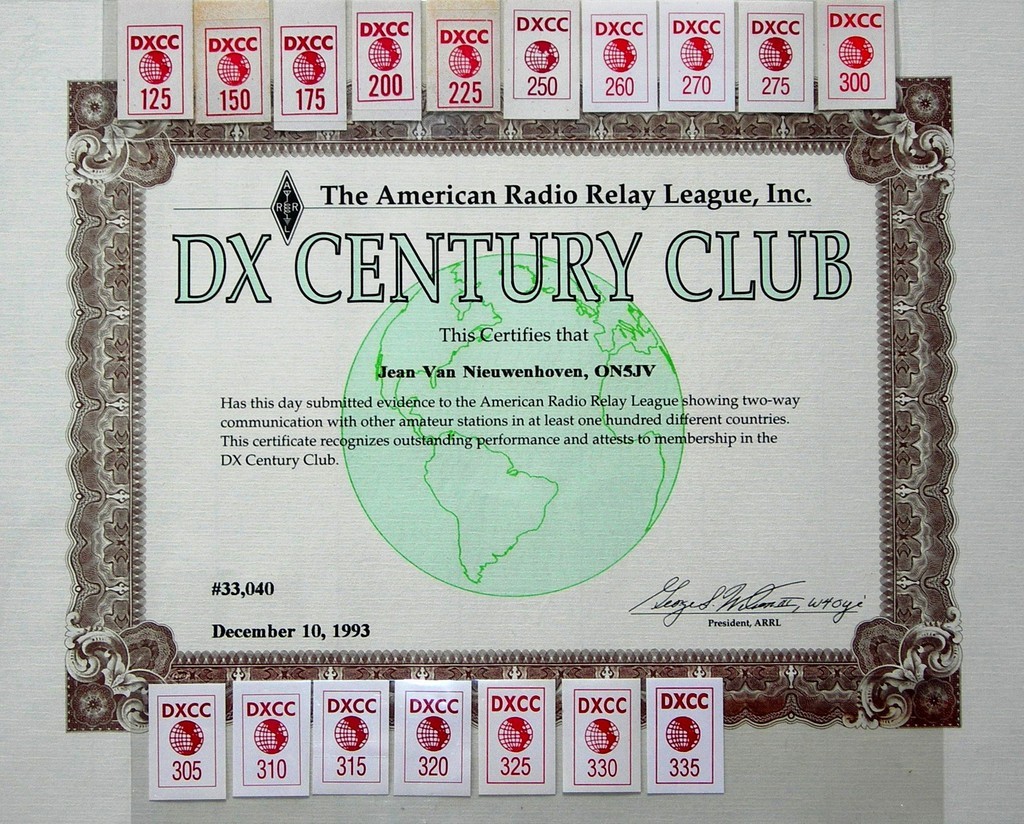 DXCC DXCC DXCC DXCC DXCC DXCC DXCC DXCC DXCC DXCC
125 150 175 200 225 250 260 270 275 300
ARRL
The American Radio Relay League, Inc.
DX CENTURY CLUB
This Certifies that
Jean Van Nieuwenhoven, ON5JV
Has this day submitted evidence to the American Radio Relay League showing two-way
communication with other amateur stations in at least one hundred different countries.
This certificate recognizes outstanding performance and attests to membership in the
DX Century Club.
#33,040
December 10, 1993
George S.
President, ARRL
DXCC DXCC DXCC DXCC DXCC DXCC DXCC
305 310 315 320 325 330 335